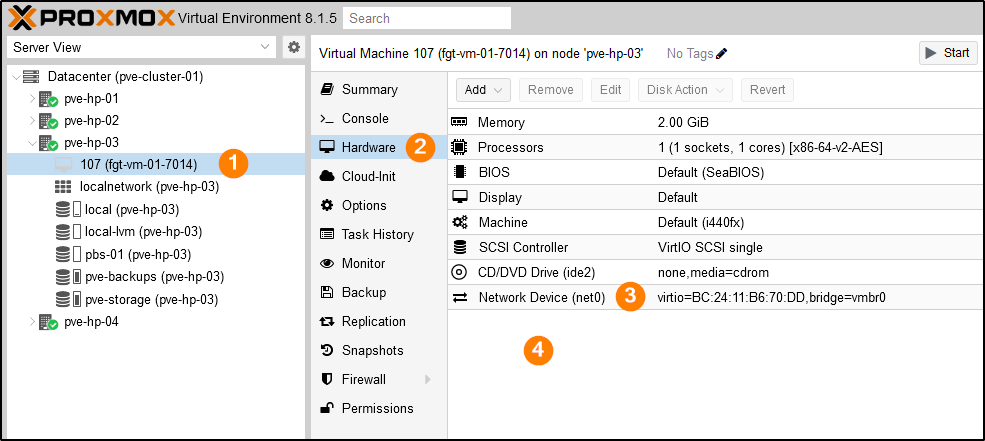 PROXMOX Virtual Environment 8.1.5 Search
Server View
Datacenter (pve-cluster-01)
pve-hp-01
pve-hp-02
pve-hp-03
107 (fgt-vm-01-7014) 1
localnetwork (pve-hp-03)
local (pve-hp-03)
local-lvm (pve-hp-03)
pbs-01 (pve-hp-03)
pve-backups (pve-hp-03)
pve-storage (pve-hp-03)
pve-hp-04
Virtual Machine 107 (fgt-vm-01-7014) on node 'pve-hp-03' No Tags Start
Summary
Console
Hardware 2
Cloud-Init
Options
Task History
Monitor
Backup
Replication
Snapshots
Firewall
Permissions
Add Remove Edit Disk Action Revert
Memory 2.00 GiB
Processors 1 (1 sockets, 1 cores) [x86-64-v2-AES]
BIOS Default (SeaBIOS)
Display Default
Machine Default (i440fx)
SCSI Controller VirtIO SCSI single
CD/DVD Drive (ide2) none,media=cdrom
Network Device (net0) 3 virtio=BC:24:11:B6:70:DD,bridge=vmbr0
4